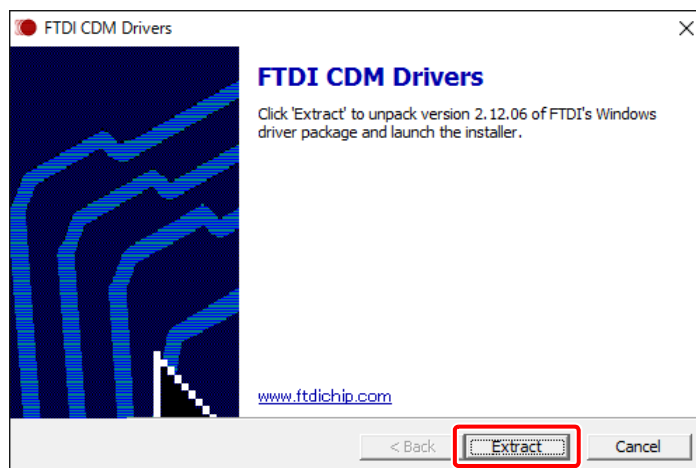 FTDI CDM Drivers
FTDI CDM Drivers
Click 'Extract' to unpack version 2.12.06 of FTDI's Windows
driver package and launch the installer.
www.ftdichip.com
< Back Extract Cancel